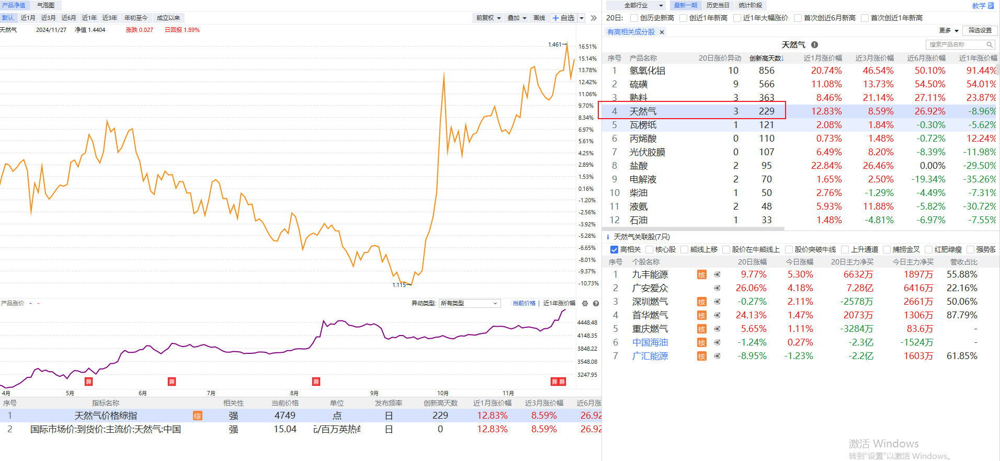 产品净值 气泡图
默认 近1月 近3月 近6月 近1年 近3年 年初至今 成立以来 前复权 叠加 画线 +自选 »
天然气 2024/11/27 净值 1.4404 涨跌 0.027 日回报 1.89%
1.461→
16.51%
15.14%
13.78%
12.42%
11.06%
9.70%
8.34%
6.97%
5.61%
4.25%
2.89%
1.53%
0.16%
-1.20%
-2.56%
-3.92%
-5.28%
-6.65%
-8.01%
-9.37%
-10.73%
1.115→
产品涨价 - - 异动类型: 所有类型 当前价格 | 近1年涨价幅
4448.48
4148.35
3848.22
3548.08
3247.95
异 异 异 异 异
4月 5月 6月 7月 8月 9月 10月 11月
序号 指标名称 相关性 当前价格 单位 发布频率 创新高天数 近1月涨价幅 近3月涨价幅 近6月涨
1 天然气价格综指 综 强 4749 点 日 229 12.83% 8.59% 26.92
2 国际市场价:到货价:主流价:天然气:中国 强 15.04 元/百万英热单 日 0 12.83% 8.59% 26.92
全部行业 最新一期 历史当日 统计阶段 教学
20日: 创历史新高 创近1年新高 近1年大幅涨价 首次创近6月新高 首次创近1年新高
有高相关成分股 × 更多 筛选设置
天然气 搜索产品名称
序号 产品名称 20日涨价异动 创新高天数↓ 近1月涨价幅 近3月涨价幅 近6月涨价幅 近1年涨价幅
1 氢氧化铝 10 856 20.74% 46.54% 50.10% 91.44%
2 硫磺 9 566 11.08% 13.73% 54.50% 54.01%
3 熟料 3 363 8.46% 21.14% 27.11% 23.87%
4 天然气 3 229 12.83% 8.59% 26.92% -8.96%
5 瓦楞纸 1 121 2.08% 1.84% -0.30% -5.62%
6 丙烯酸 0 110 0.73% 1.48% -0.72% 12.24%
7 光伏胶膜 0 107 6.49% 8.20% -8.39% -11.98%
8 盐酸 2 95 22.84% 26.46% 0.00% -29.50%
9 电解液 2 70 1.65% 2.50% -19.34% -35.26%
10 柴油 1 50 2.76% -1.29% -4.49% -7.31%
11 液氨 2 48 5.93% 11.88% -5.82% -30.72%
12 石油 1 33 1.48% -4.81% -6.97% -7.55%
天然气关联股(7只)
高相关 核心股 能线上移 股价在牛能线上 股价突破牛线 上升通道 捕捞金叉 红肥绿瘦 强势股
序号 个股名称 20日涨幅 今日涨幅 20日主力净买 今日主力净买 营收占比
1 九丰能源 核 9.77% 5.30% 6632万 1897万 55.88%
2 广安爱众 26.06% 4.18% 7.28亿 6416万 22.16%
3 深圳燃气 核 -0.27% 2.11% -2578万 2661万 50.06%
4 首华燃气 核 24.13% 1.47% 2073万 1306万 87.79%
5 重庆燃气 核 5.65% 1.11% -3284万 83.6万 -
6 中国海油 核 -1.24% 0.27% -2.3亿 -1524万 -
7 广汇能源 核 -8.95% -1.23% -2.2亿 1603万 61.85%
激活 Windows
转到"设置"以激活 Windows。